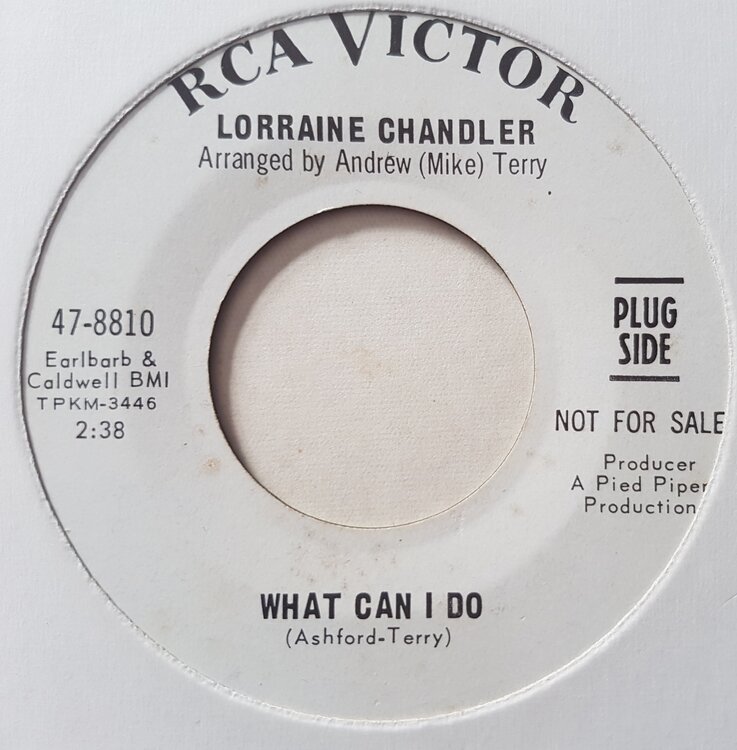 RCA VICTOR
LORRAINE CHANDLER
Arranged by Andrew (Mike) Terry
47-8810
Earlbarb &
Caldwell BMI
TPKM-3446
2:38
PLUG
SIDE
NOT FOR SALE
Producer
A Pied Piper
Production
WHAT CAN I DO
(Ashford-Terry)